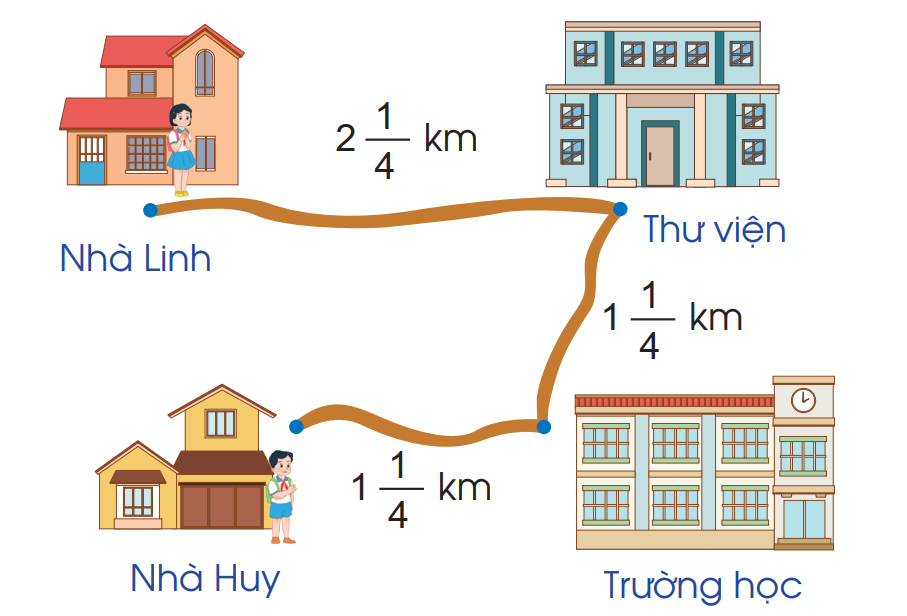 2 1/4 km
Thư viện
Nhà Linh
1 1/4 km
1 1/4 km
Nhà Huy
Trường học